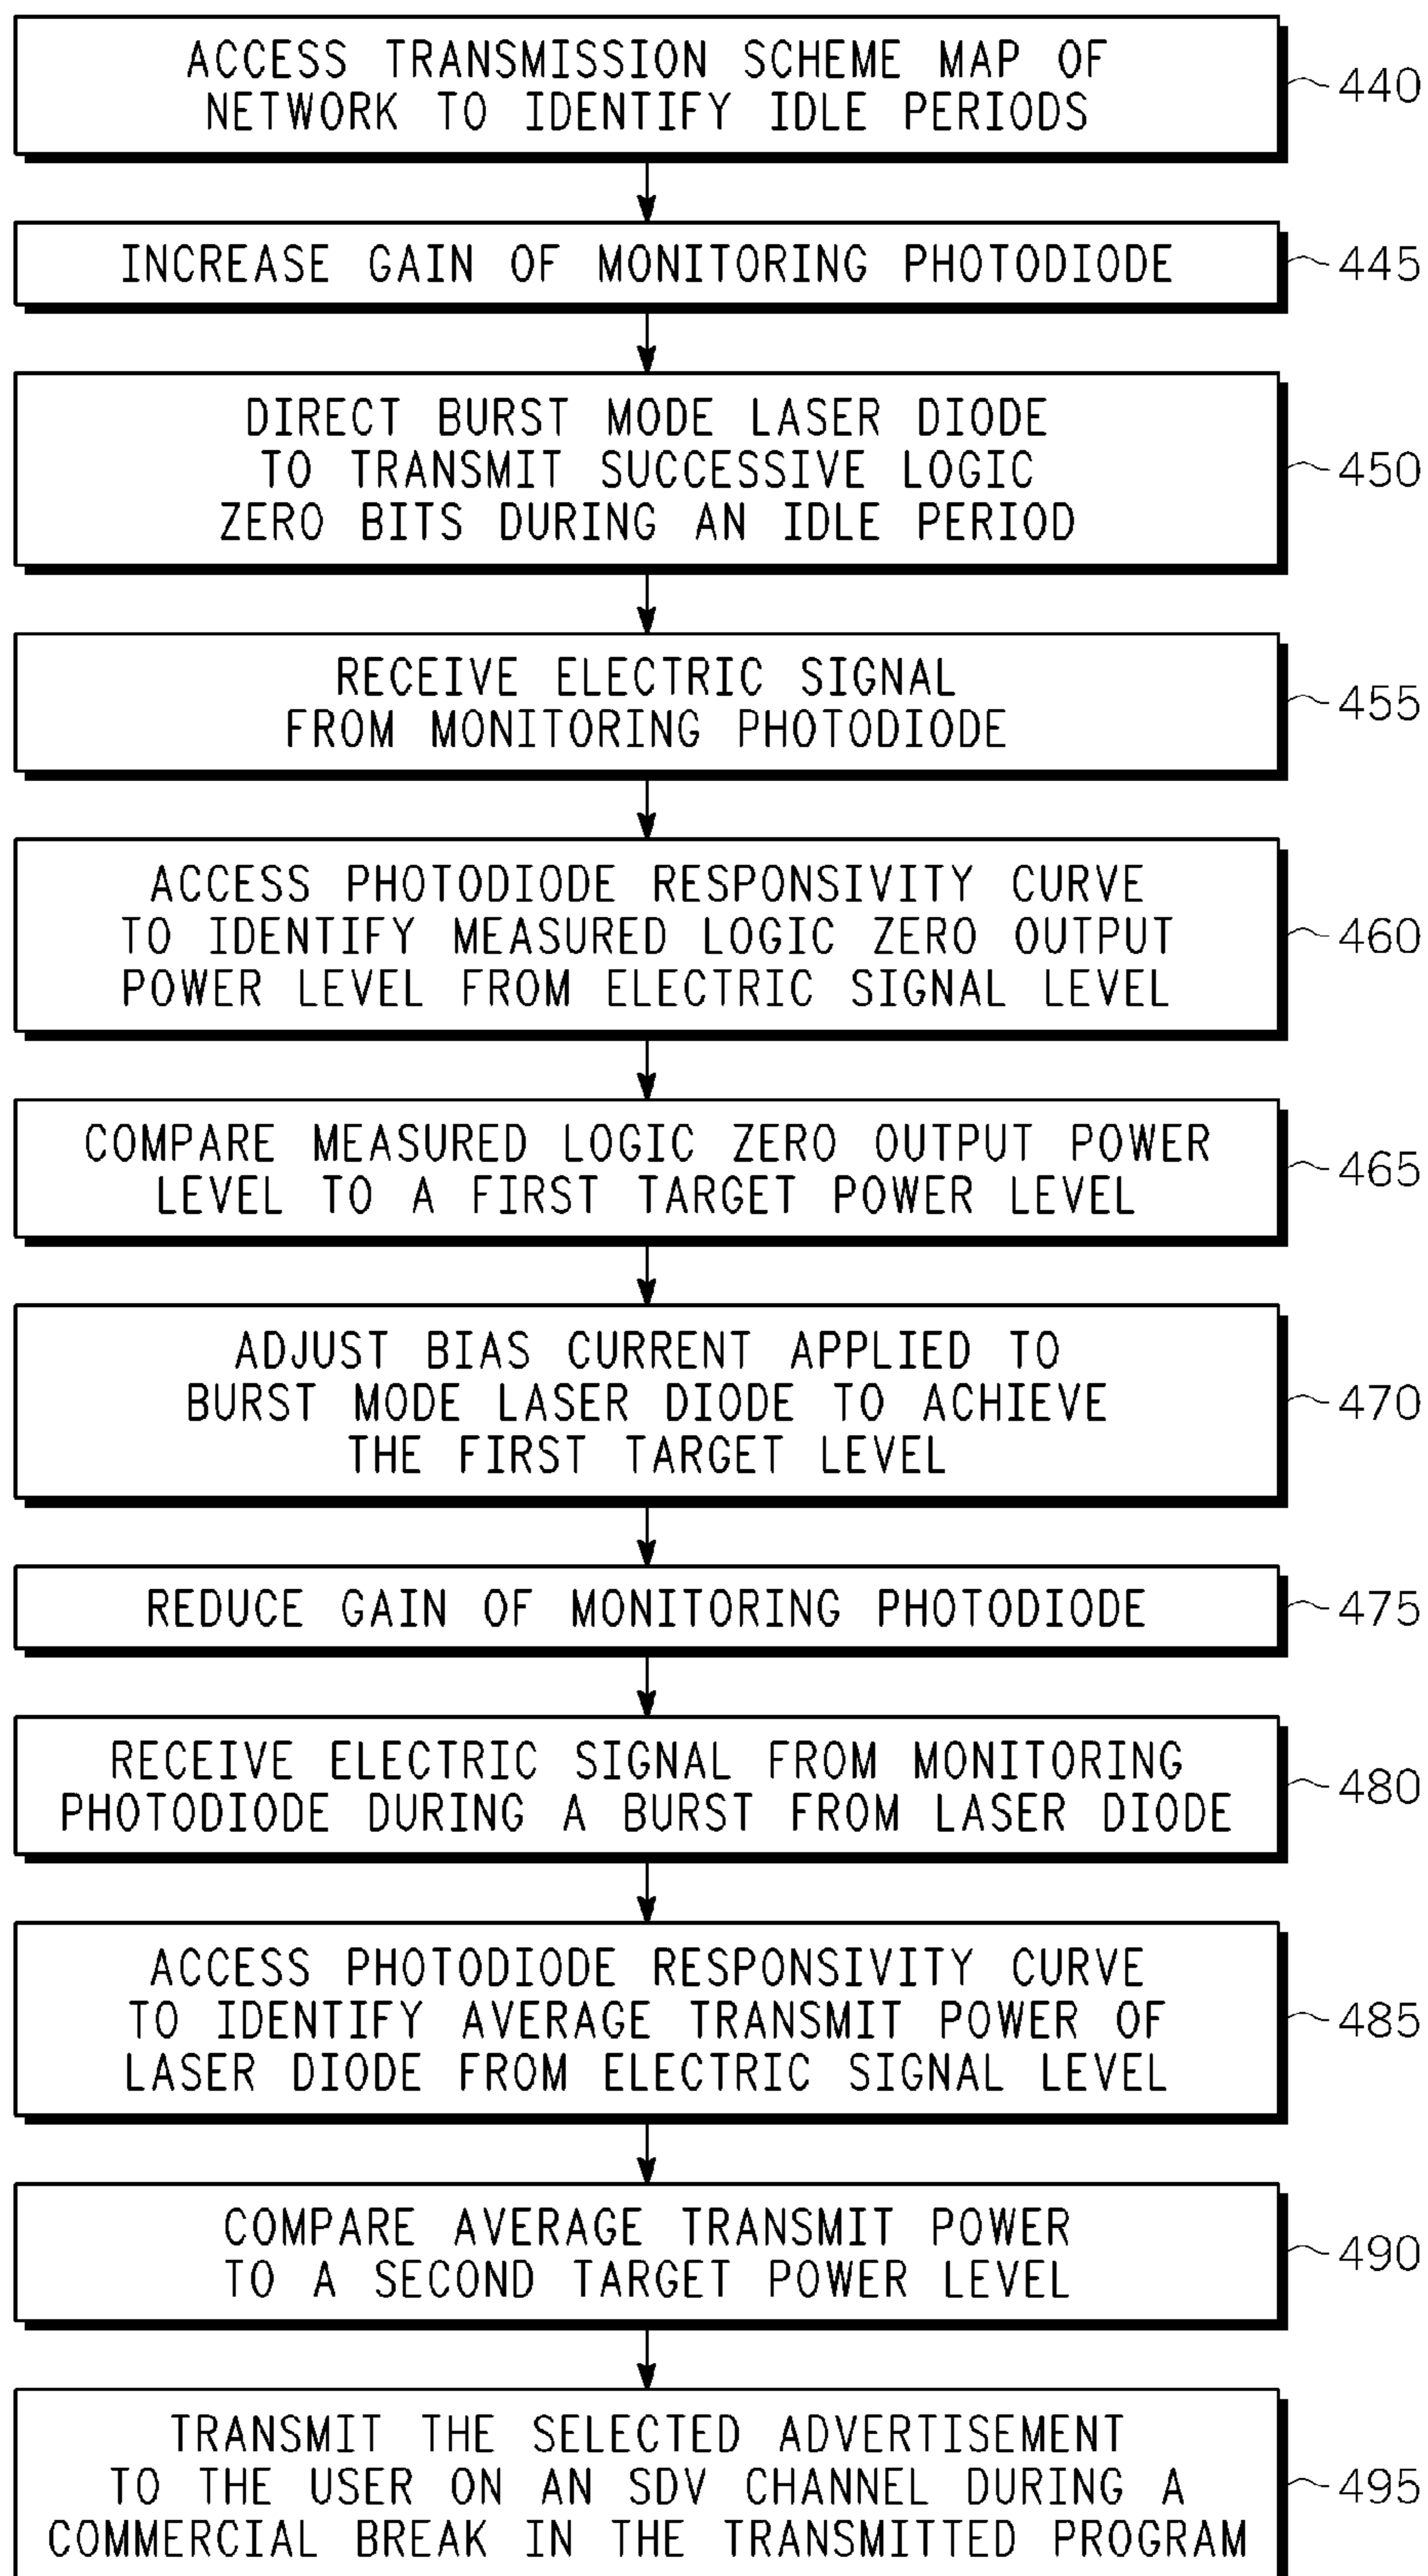 ACCESS TRANSMISSION SCHEME MAP OF
NETWORK TO IDENTIFY IDLE PERIODS
440
INCREASE GAIN OF MONITORING PHOTODIODE
445
DIRECT BURST MODE LASER DIODE
TO TRANSMIT SUCCESSIVE LOGIC
ZERO BITS DURING AN IDLE PERIOD
450
RECEIVE ELECTRIC SIGNAL
FROM MONITORING PHOTODIODE
455
ACCESS PHOTODIODE RESPONSIVITY CURVE
TO IDENTIFY MEASURED LOGIC ZERO OUTPUT
POWER LEVEL FROM ELECTRIC SIGNAL LEVEL
460
COMPARE MEASURED LOGIC ZERO OUTPUT POWER
LEVEL TO A FIRST TARGET POWER LEVEL
465
ADJUST BIAS CURRENT APPLIED TO
BURST MODE LASER DIODE TO ACHIEVE
THE FIRST TARGET LEVEL
470
REDUCE GAIN OF MONITORING PHOTODIODE
475
RECEIVE ELECTRIC SIGNAL FROM MONITORING
PHOTODIODE DURING A BURST FROM LASER DIODE
480
ACCESS PHOTODIODE RESPONSIVITY CURVE
TO IDENTIFY AVERAGE TRANSMIT POWER OF
LASER DIODE FROM ELECTRIC SIGNAL LEVEL
485
COMPARE AVERAGE TRANSMIT POWER
TO A SECOND TARGET POWER LEVEL
490
TRANSMIT THE SELECTED ADVERTISEMENT
TO THE USER ON AN SDV CHANNEL DURING A
COMMERCIAL BREAK IN THE TRANSMITTED PROGRAM
495